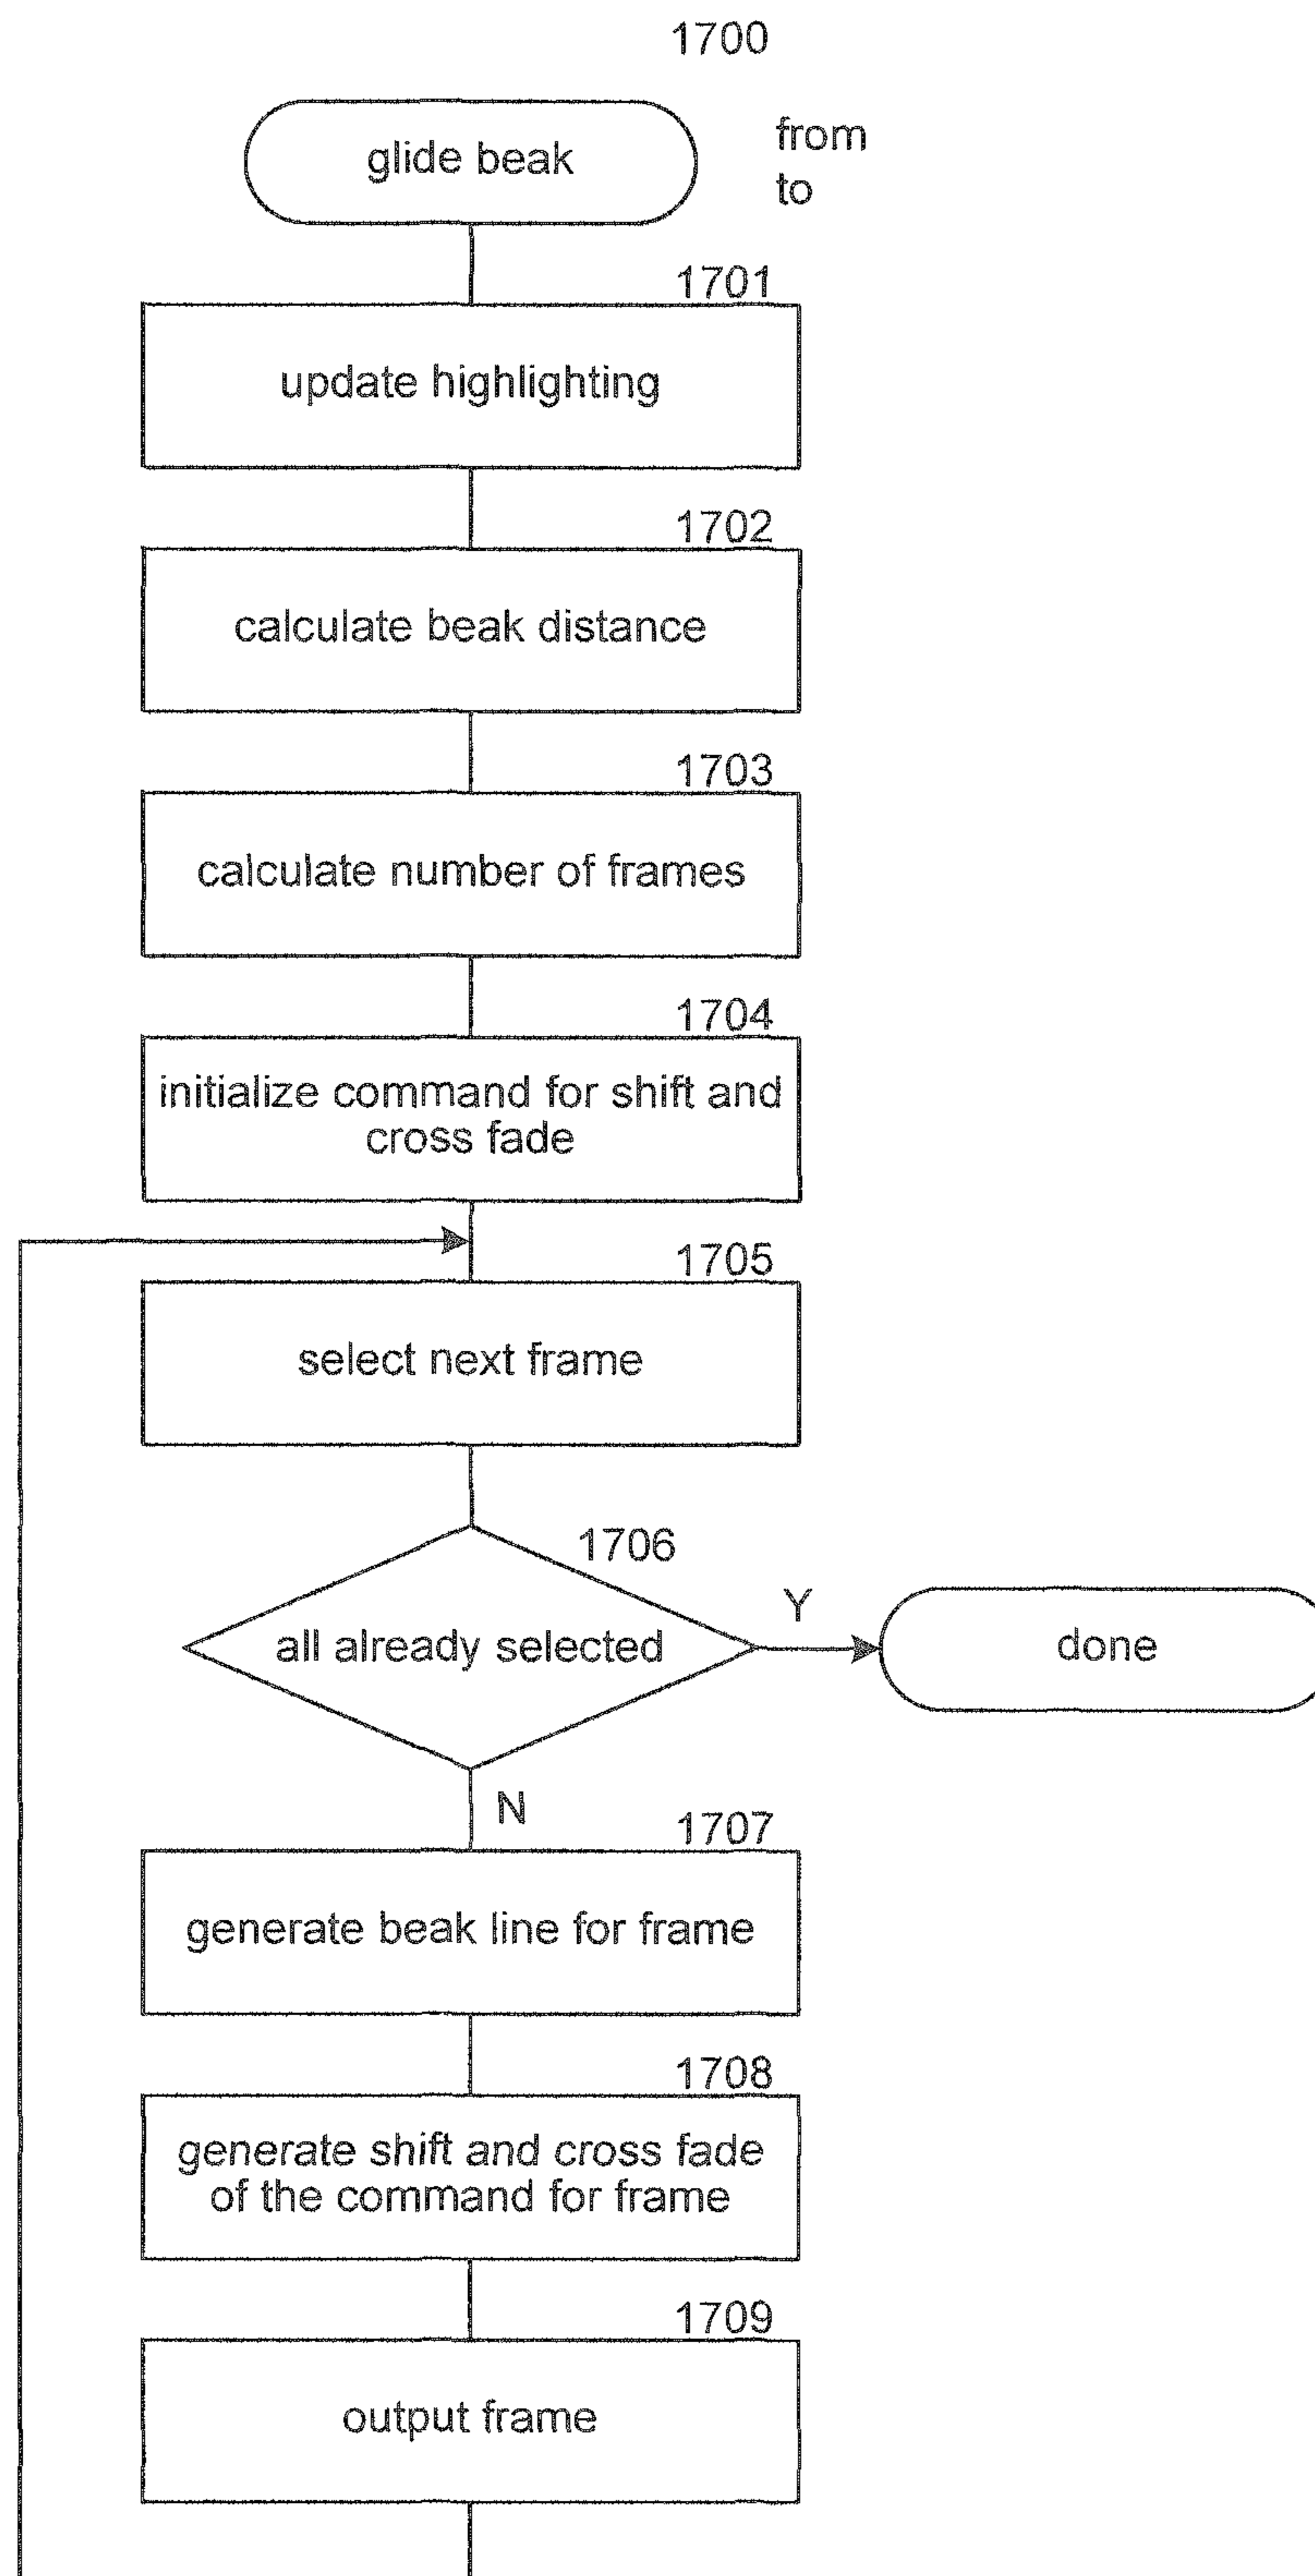 1700
glide beak
from
to
1701
update highlighting
1702
calculate beak distance
1703
calculate number of frames
1704
initialize command for shift and
cross fade
1705
select next frame
1706
all already selected
Y
done
N
1707
generate beak line for frame
1708
generate shift and cross fade
of the command for frame
1709
output frame